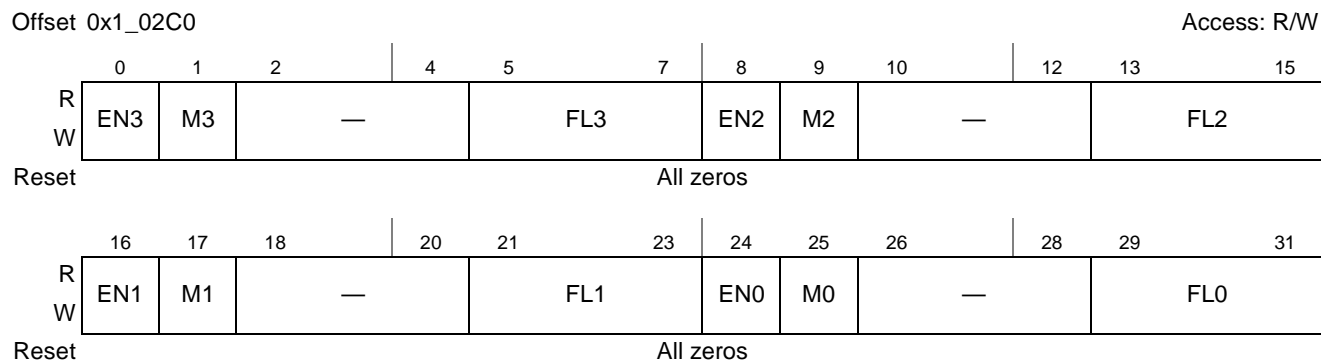 Offset 0x1_02C0 Access: R/W
0 1 2 4 5 7 8 9 10 12 13 15
R
W EN3 M3 — FL3 EN2 M2 — FL2
Reset All zeros
16 17 18 20 21 23 24 25 26 28 29 31
R
W EN1 M1 — FL1 EN0 M0 — FL0
Reset All zeros